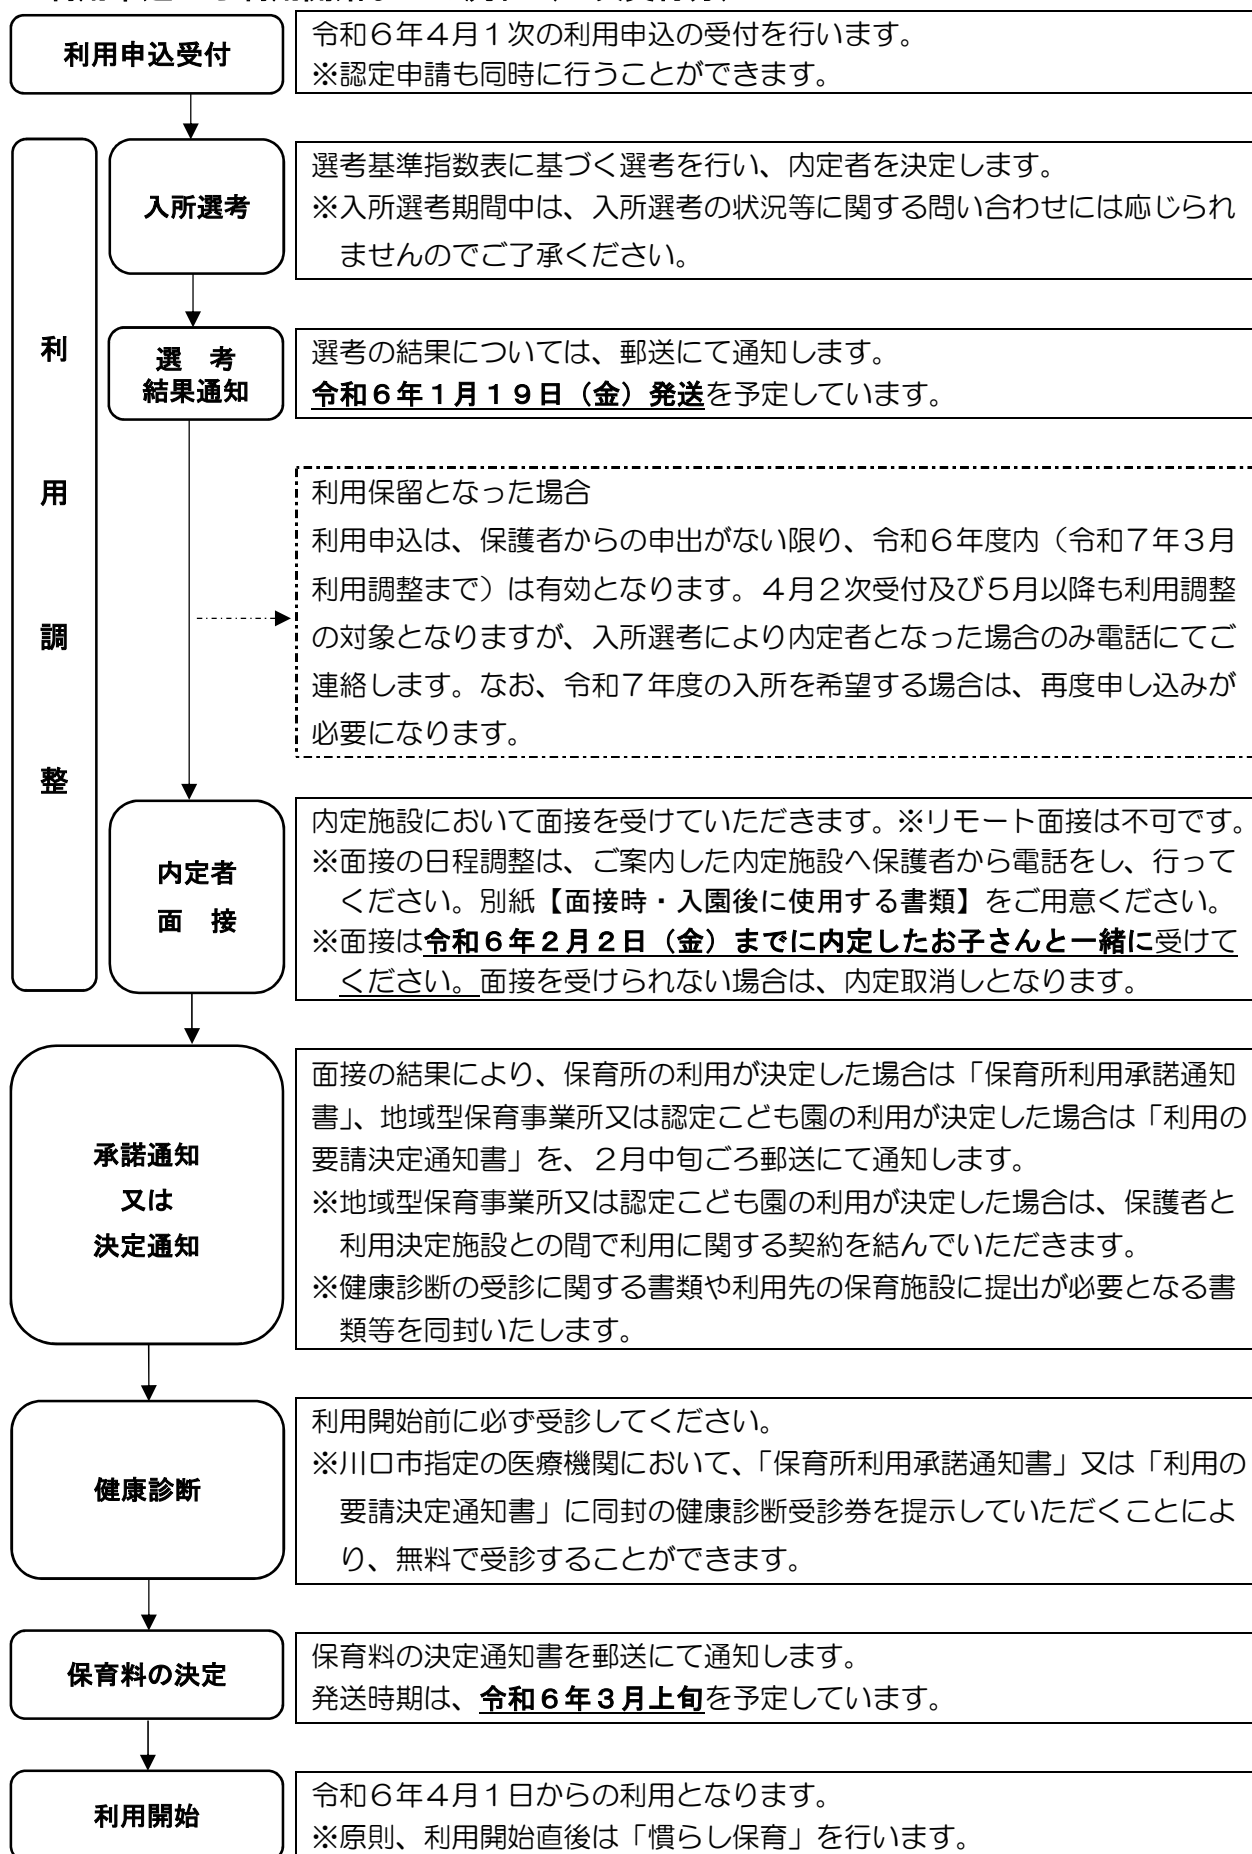 利用申込受付
令和６年４月１次の利用申込の受付を行います。
※認定申請も同時に行うことができます。
利用調整
入所選考
選考基準指数表に基づく選考を行い、内定者を決定します。
※入所選考期間中は、入所選考の状況等に関する問い合わせには応じられ
ませんのでご了承ください。
選　考
結果通知
選考の結果については、郵送にて通知します。
令和６年１月１９日（金）発送を予定しています。
利用保留となった場合
利用申込は、保護者からの申出がない限り、令和６年度内（令和７年３月
利用調整まで）は有効となります。４月２次受付及び５月以降も利用調整
の対象となりますが、入所選考により内定者となった場合のみ電話にてご
連絡します。なお、令和７年度の入所を希望する場合は、再度申し込みが
必要になります。
内定者
面　接
内定施設において面接を受けていただきます。※リモート面接は不可です。
※面接の日程調整は、ご案内した内定施設へ保護者から電話をし、行って
ください。別紙【面接時・入園後に使用する書類】をご用意ください。
※面接は令和６年２月２日（金）までに内定したお子さんと一緒に受けて
ください。面接を受けられない場合は、内定取消しとなります。
承諾通知
又は
決定通知
面接の結果により、保育所の利用が決定した場合は「保育所利用承諾通知
書」、地域型保育事業所又は認定こども園の利用が決定した場合は「利用の
要請決定通知書」を、２月中旬ごろ郵送にて通知します。
※地域型保育事業所又は認定こども園の利用が決定した場合は、保護者と
利用決定施設との間で利用に関する契約を結んでいただきます。
※健康診断の受診に関する書類や利用先の保育施設に提出が必要となる書
類等を同封いたします。
健康診断
利用開始前に必ず受診してください。
※川口市指定の医療機関において、「保育所利用承諾通知書」又は「利用の
要請決定通知書」に同封の健康診断受診券を提示していただくことによ
り、無料で受診することができます。
保育料の決定
保育料の決定通知書を郵送にて通知します。
発送時期は、令和６年３月上旬を予定しています。
利用開始
令和６年４月１日からの利用となります。
※原則、利用開始直後は「慣らし保育」を行います。